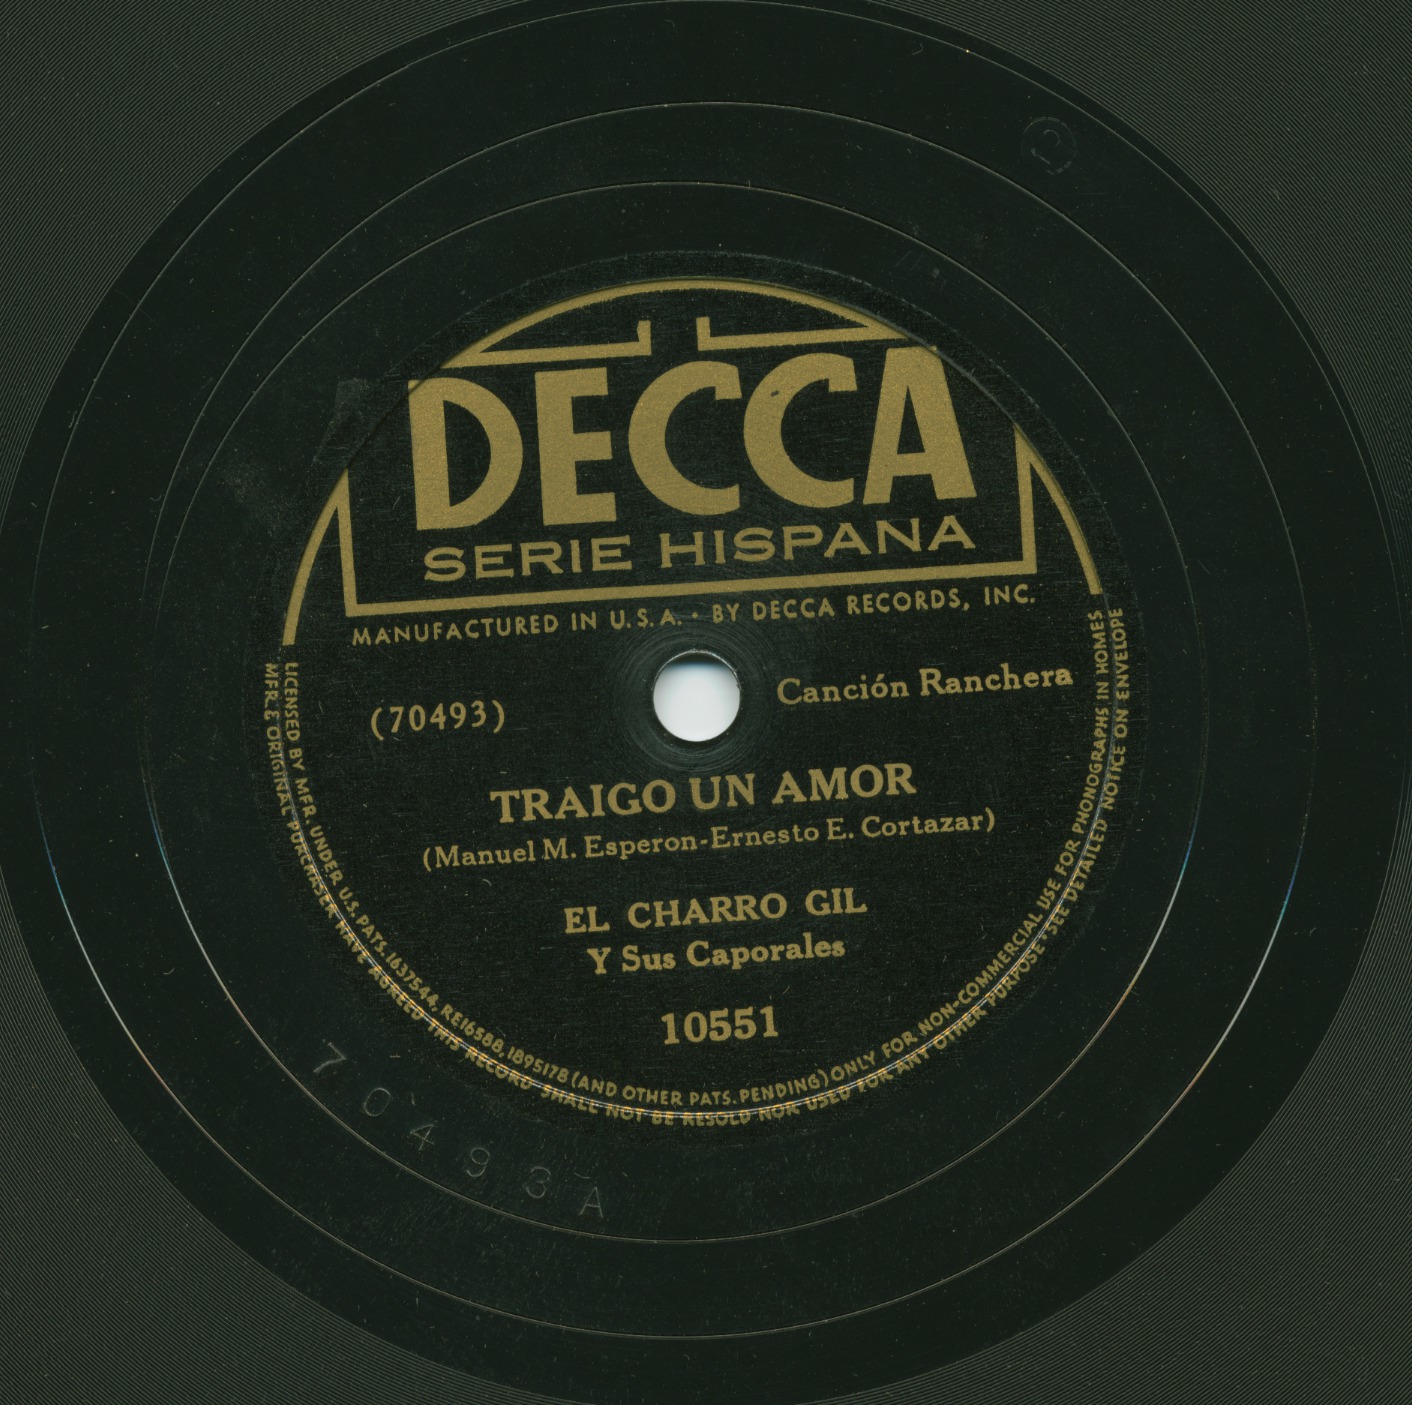 DECCA
SERIE HISPANA
MANUFACTURED IN U.S.A. · BY DECCA RECORDS, INC.
(70493)
Canción Ranchera
TRAIGO UN AMOR
(Manuel M. Esperon-Ernesto E. Cortazar)
EL CHARRO GIL
Y Sus Caporales
10551
LICENSED BY MFR. UNDER U.S. PATS. 1637544, RE16588, 1895178 (AND OTHER PATS. PENDING) ONLY FOR NON-COMMERCIAL USE FOR PHONOGRAPHS IN HOMES
MFR. & ORIGINAL PURCHASER HAVE AGREED THIS RECORD SHALL NOT BE RESOLD NOR USED FOR ANY OTHER PURPOSE · SEE DETAILED NOTICE ON ENVELOPE
70493A
2